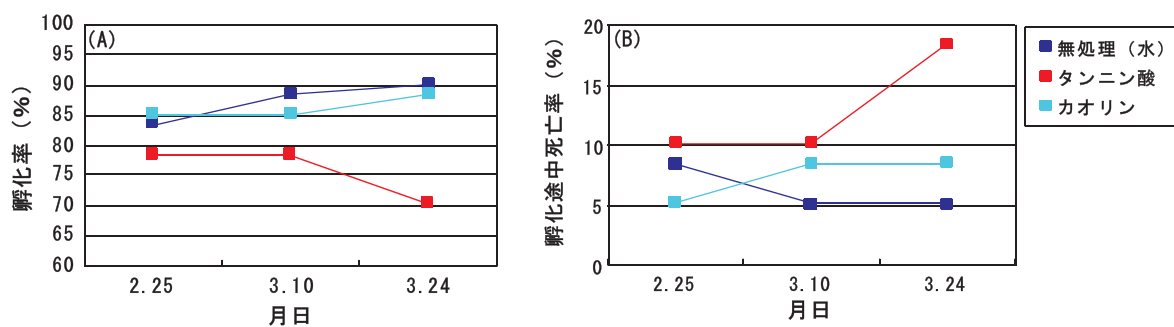 (A)
孵化率(%)
100
95
90
85
80
75
70
65
60
2.25
3.10
3.24
月日
(B)
孵化途中死亡率(%)
20
15
10
5
0
2.25
3.10
3.24
月日
無処理(水)
タンニン酸
カオリン